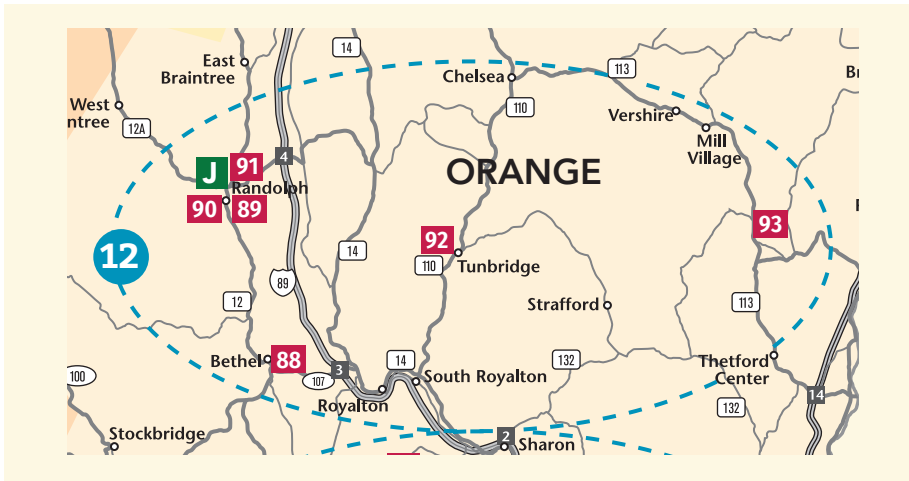 14
East
Braintree
Chelsea
113
Br
West
ntree
110
Vershire
12A
Mill
Village
4
J
91
ORANGE
Randolph
90
89
93
92
14
12
110
Tunbridge
89
12
Strafford
113
Bethel
88
14
132
Thetford
Center
100
3
107
South Royalton
14
Royalton
132
Stockbridge
2
Sharon